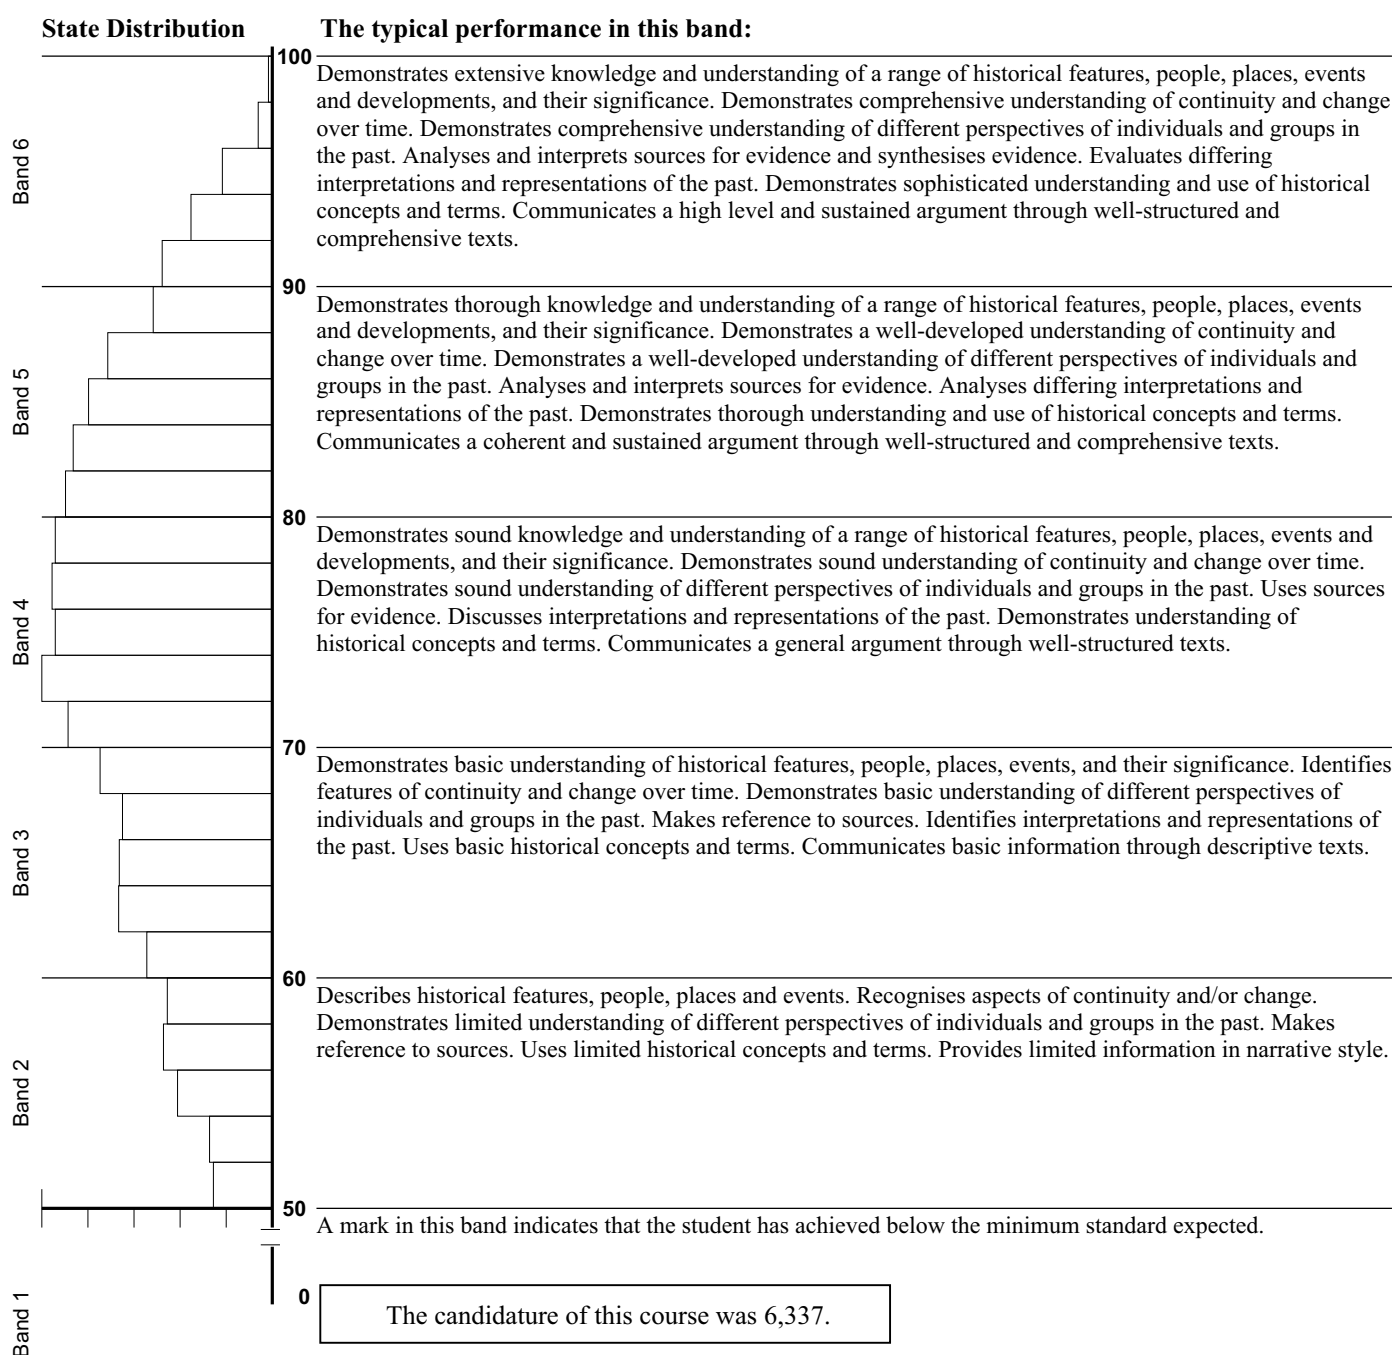 State Distribution
The typical performance in this band:
100
Demonstrates extensive knowledge and understanding of a range of historical features, people, places, events
and developments, and their significance. Demonstrates comprehensive understanding of continuity and change
over time. Demonstrates comprehensive understanding of different perspectives of individuals and groups in
the past. Analyses and interprets sources for evidence and synthesises evidence. Evaluates differing
interpretations and representations of the past. Demonstrates sophisticated understanding and use of historical
concepts and terms. Communicates a high level and sustained argument through well-structured and
comprehensive texts.
Band 6
90
Demonstrates thorough knowledge and understanding of a range of historical features, people, places, events
and developments, and their significance. Demonstrates a well-developed understanding of continuity and
change over time. Demonstrates a well-developed understanding of different perspectives of individuals and
groups in the past. Analyses and interprets sources for evidence. Analyses differing interpretations and
representations of the past. Demonstrates thorough understanding and use of historical concepts and terms.
Communicates a coherent and sustained argument through well-structured and comprehensive texts.
Band 5
80
Demonstrates sound knowledge and understanding of a range of historical features, people, places, events and
developments, and their significance. Demonstrates sound understanding of continuity and change over time.
Demonstrates sound understanding of different perspectives of individuals and groups in the past. Uses sources
for evidence. Discusses interpretations and representations of the past. Demonstrates understanding of
historical concepts and terms. Communicates a general argument through well-structured texts.
Band 4
70
Demonstrates basic understanding of historical features, people, places, events, and their significance. Identifies
features of continuity and change over time. Demonstrates basic understanding of different perspectives of
individuals and groups in the past. Makes reference to sources. Identifies interpretations and representations of
the past. Uses basic historical concepts and terms. Communicates basic information through descriptive texts.
Band 3
60
Describes historical features, people, places and events. Recognises aspects of continuity and/or change.
Demonstrates limited understanding of different perspectives of individuals and groups in the past. Makes
reference to sources. Uses limited historical concepts and terms. Provides limited information in narrative style.
Band 2
50
A mark in this band indicates that the student has achieved below the minimum standard expected.
0
Band 1
The candidature of this course was 6,337.